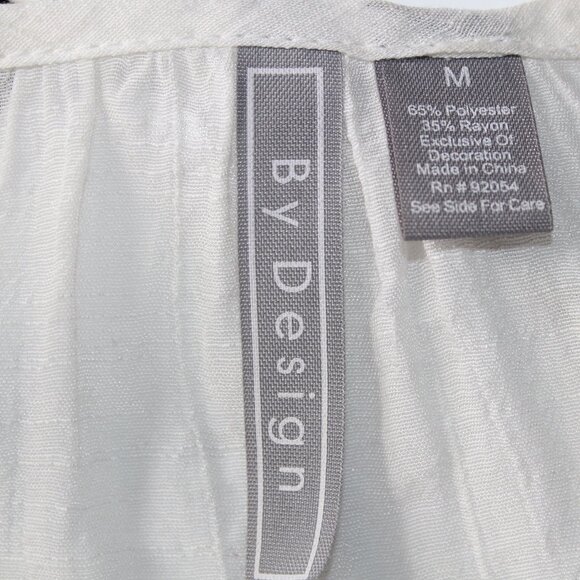 By Design
M
65% Polyester
35% Rayon
Exclusive Of
Decoration
Made in China
Rn # 92054
See Side For Care